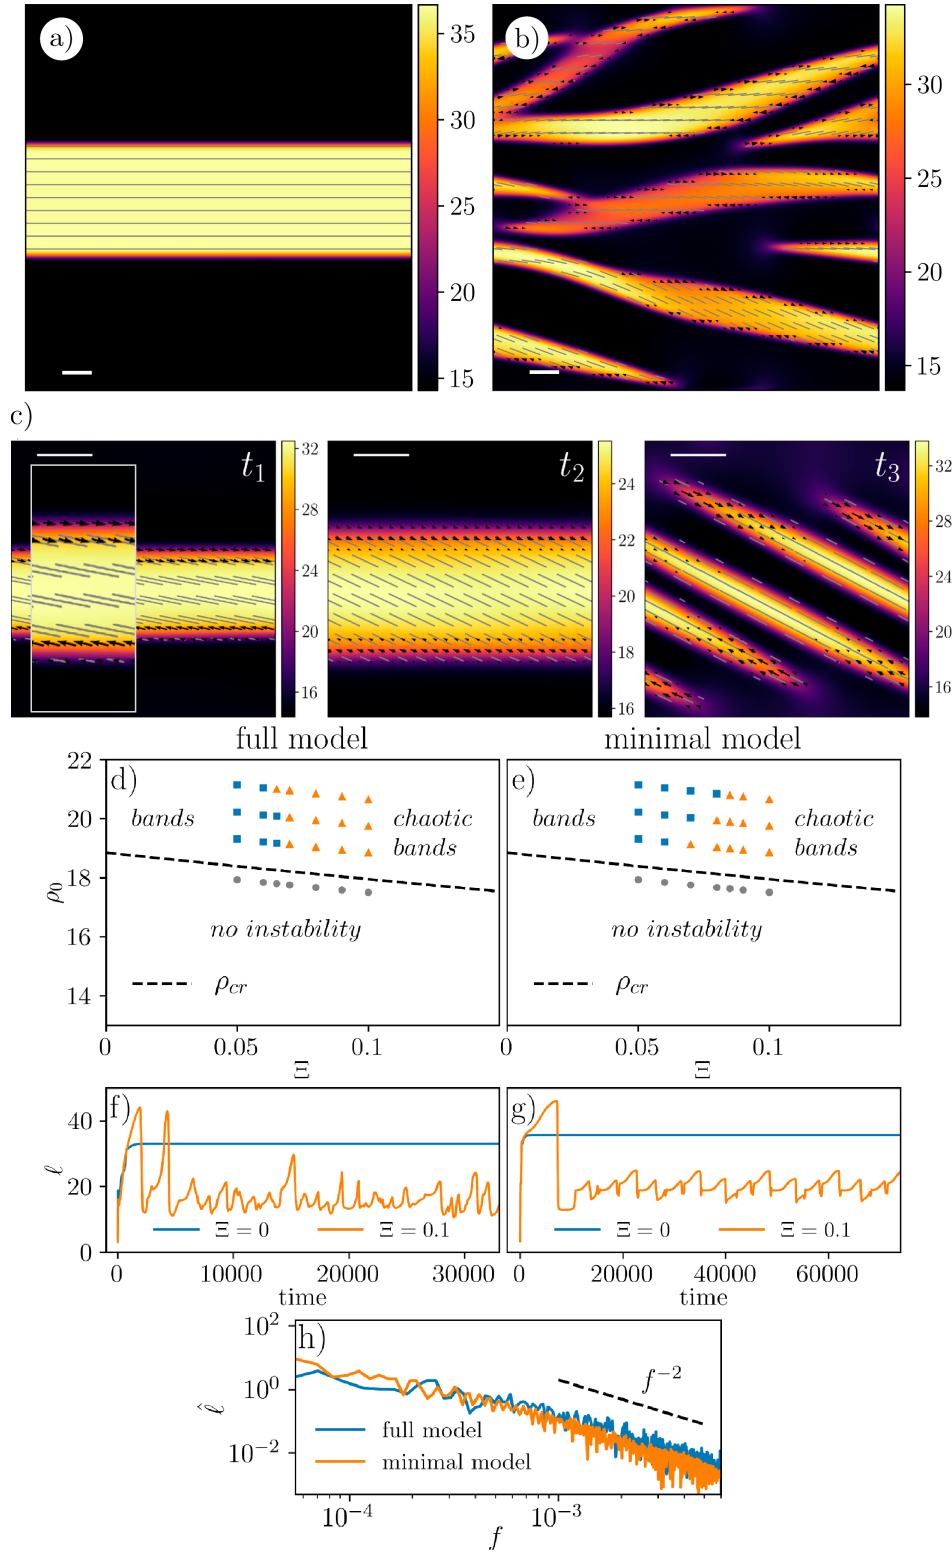 a)
35
30
25
20
15
b)
30
25
20
15
c)
t₁
32
28
24
20
16
t₂
24
22
20
18
16
t₃
32
28
24
20
16
full model
minimal model
d)
22
20
18
16
14
ρ₀
bands
chaotic
bands
no instability
ρcr
0
0.05
0.1
Ξ
e)
bands
chaotic
bands
no instability
ρcr
0
0.05
0.1
Ξ
f)
40
20
0
ℓ
Ξ = 0
Ξ = 0.1
0
10000
20000
30000
time
g)
Ξ = 0
Ξ = 0.1
0
20000
40000
60000
time
h)
10²
10⁰
10⁻²
ℓ̂
f⁻²
full model
minimal model
10⁻⁴
10⁻³
f